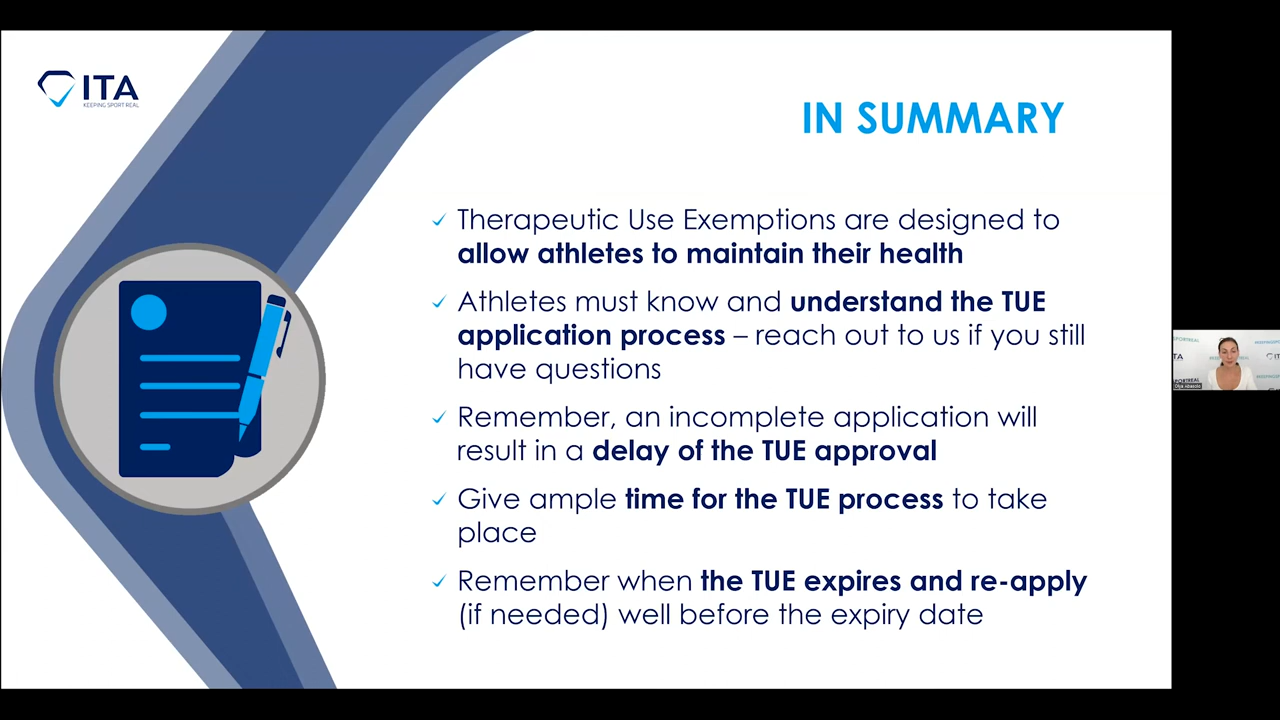 ITA
KEEPING SPORT REAL
IN SUMMARY
Therapeutic Use Exemptions are designed to
allow athletes to maintain their health
Athletes must know and understand the TUE
application process – reach out to us if you still
have questions
Remember, an incomplete application will
result in a delay of the TUE approval
Give ample time for the TUE process to take
place
Remember when the TUE expires and re-apply
(if needed) well before the expiry date